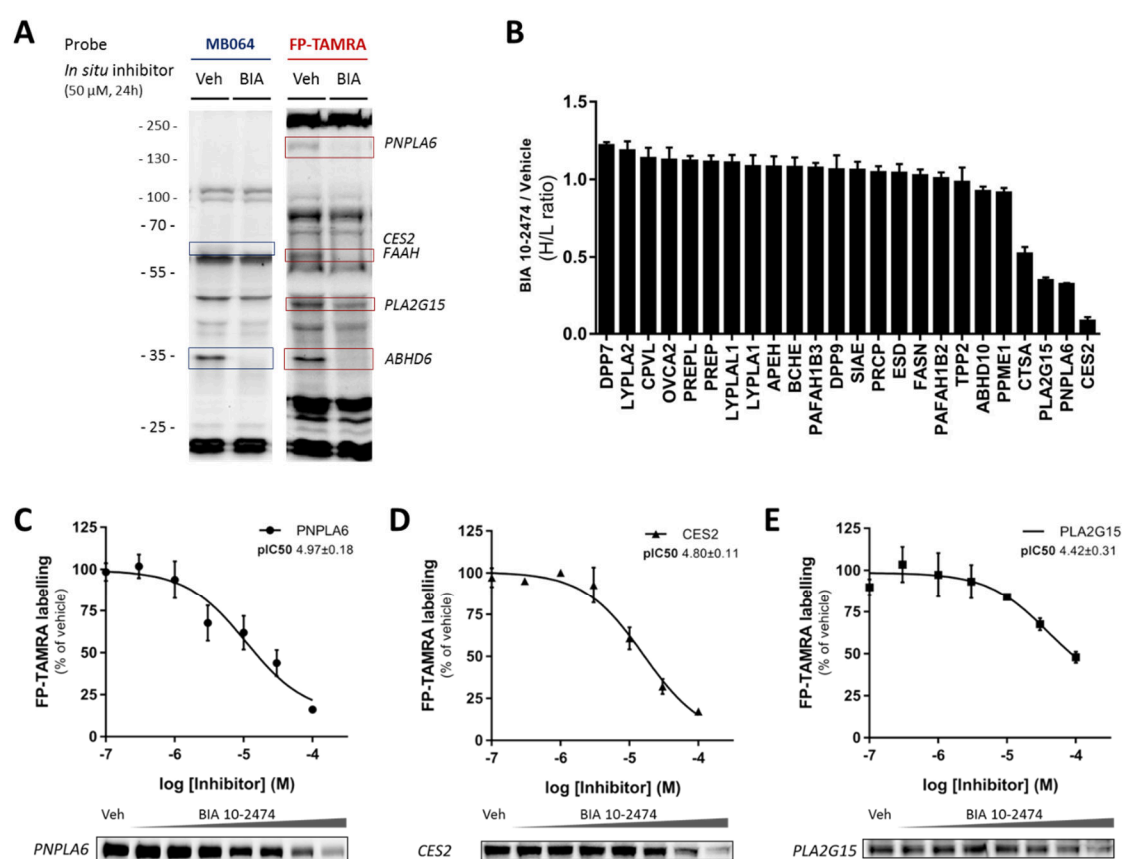 A
Probe
MB064
FP-TAMRA
In situ inhibitor
(50 µM, 24h)
Veh
BIA
Veh
BIA
- 250 -
- 130 -
- 100 -
- 70 -
- 55 -
- 35 -
- 25 -
PNPLA6
CES2
FAAH
PLA2G15
ABHD6
B
BIA 10-2474 / Vehicle
(H/L ratio)
1.5
1.0
0.5
0.0
DPP7
LYPLA2
CPVL
OVCA2
PREPL
PREP
LYPLAL1
LYPLA1
APEH
BCHE
PAFAH1B3
DPP9
SIAE
PRCP
ESD
FASN
PAFAH1B2
TPP2
ABHD10
PPME1
CTSA
PLA2G15
PNPLA6
CES2
C
FP-TAMRA labelling
(% of vehicle)
125
100
75
50
25
0
PNPLA6
pIC50 4.97±0.18
-7
-6
-5
-4
log [Inhibitor] (M)
Veh
BIA 10-2474
PNPLA6
D
FP-TAMRA labelling
(% of vehicle)
125
100
75
50
25
0
CES2
pIC50 4.80±0.11
-7
-6
-5
-4
log [Inhibitor] (M)
Veh
BIA 10-2474
CES2
E
FP-TAMRA labelling
(% of vehicle)
125
100
75
50
25
0
PLA2G15
pIC50 4.42±0.31
-7
-6
-5
-4
log [Inhibitor] (M)
Veh
BIA 10-2474
PLA2G15